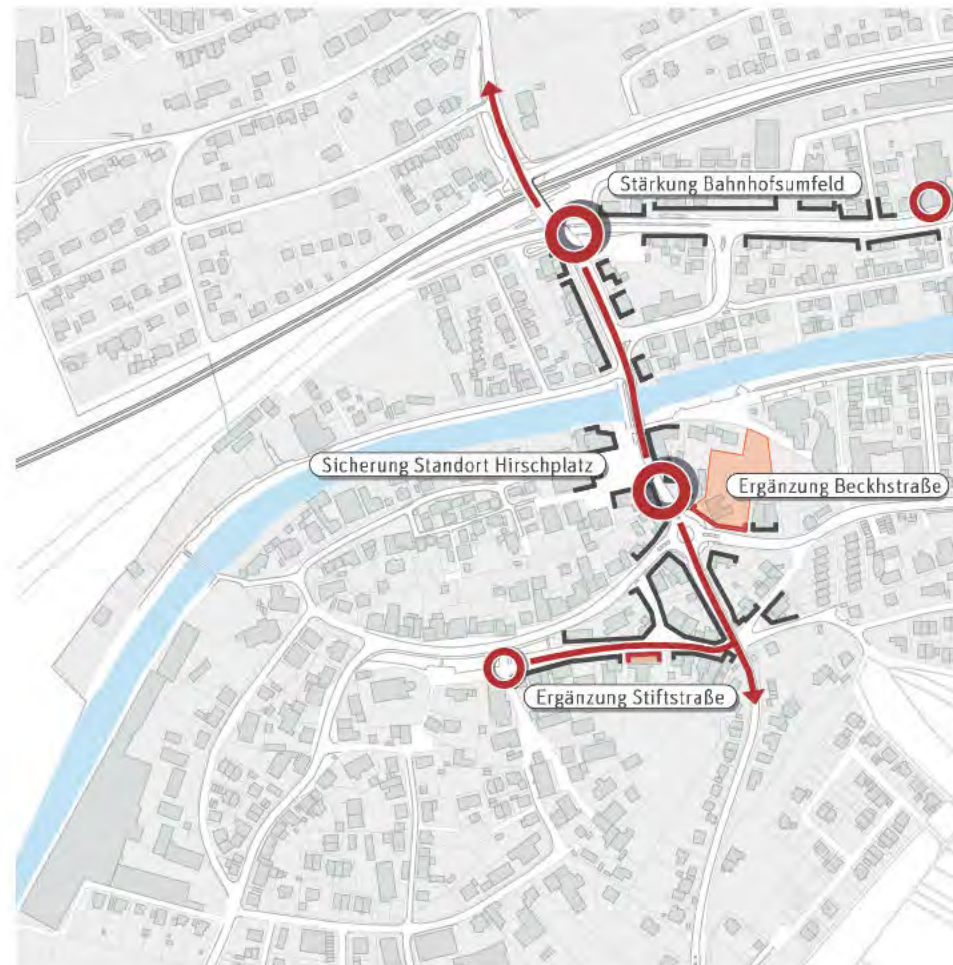 Stärkung Bahnhofsumfeld
Sicherung Standort Hirschplatz
Ergänzung Beckhstraße
Ergänzung Stiftstraße